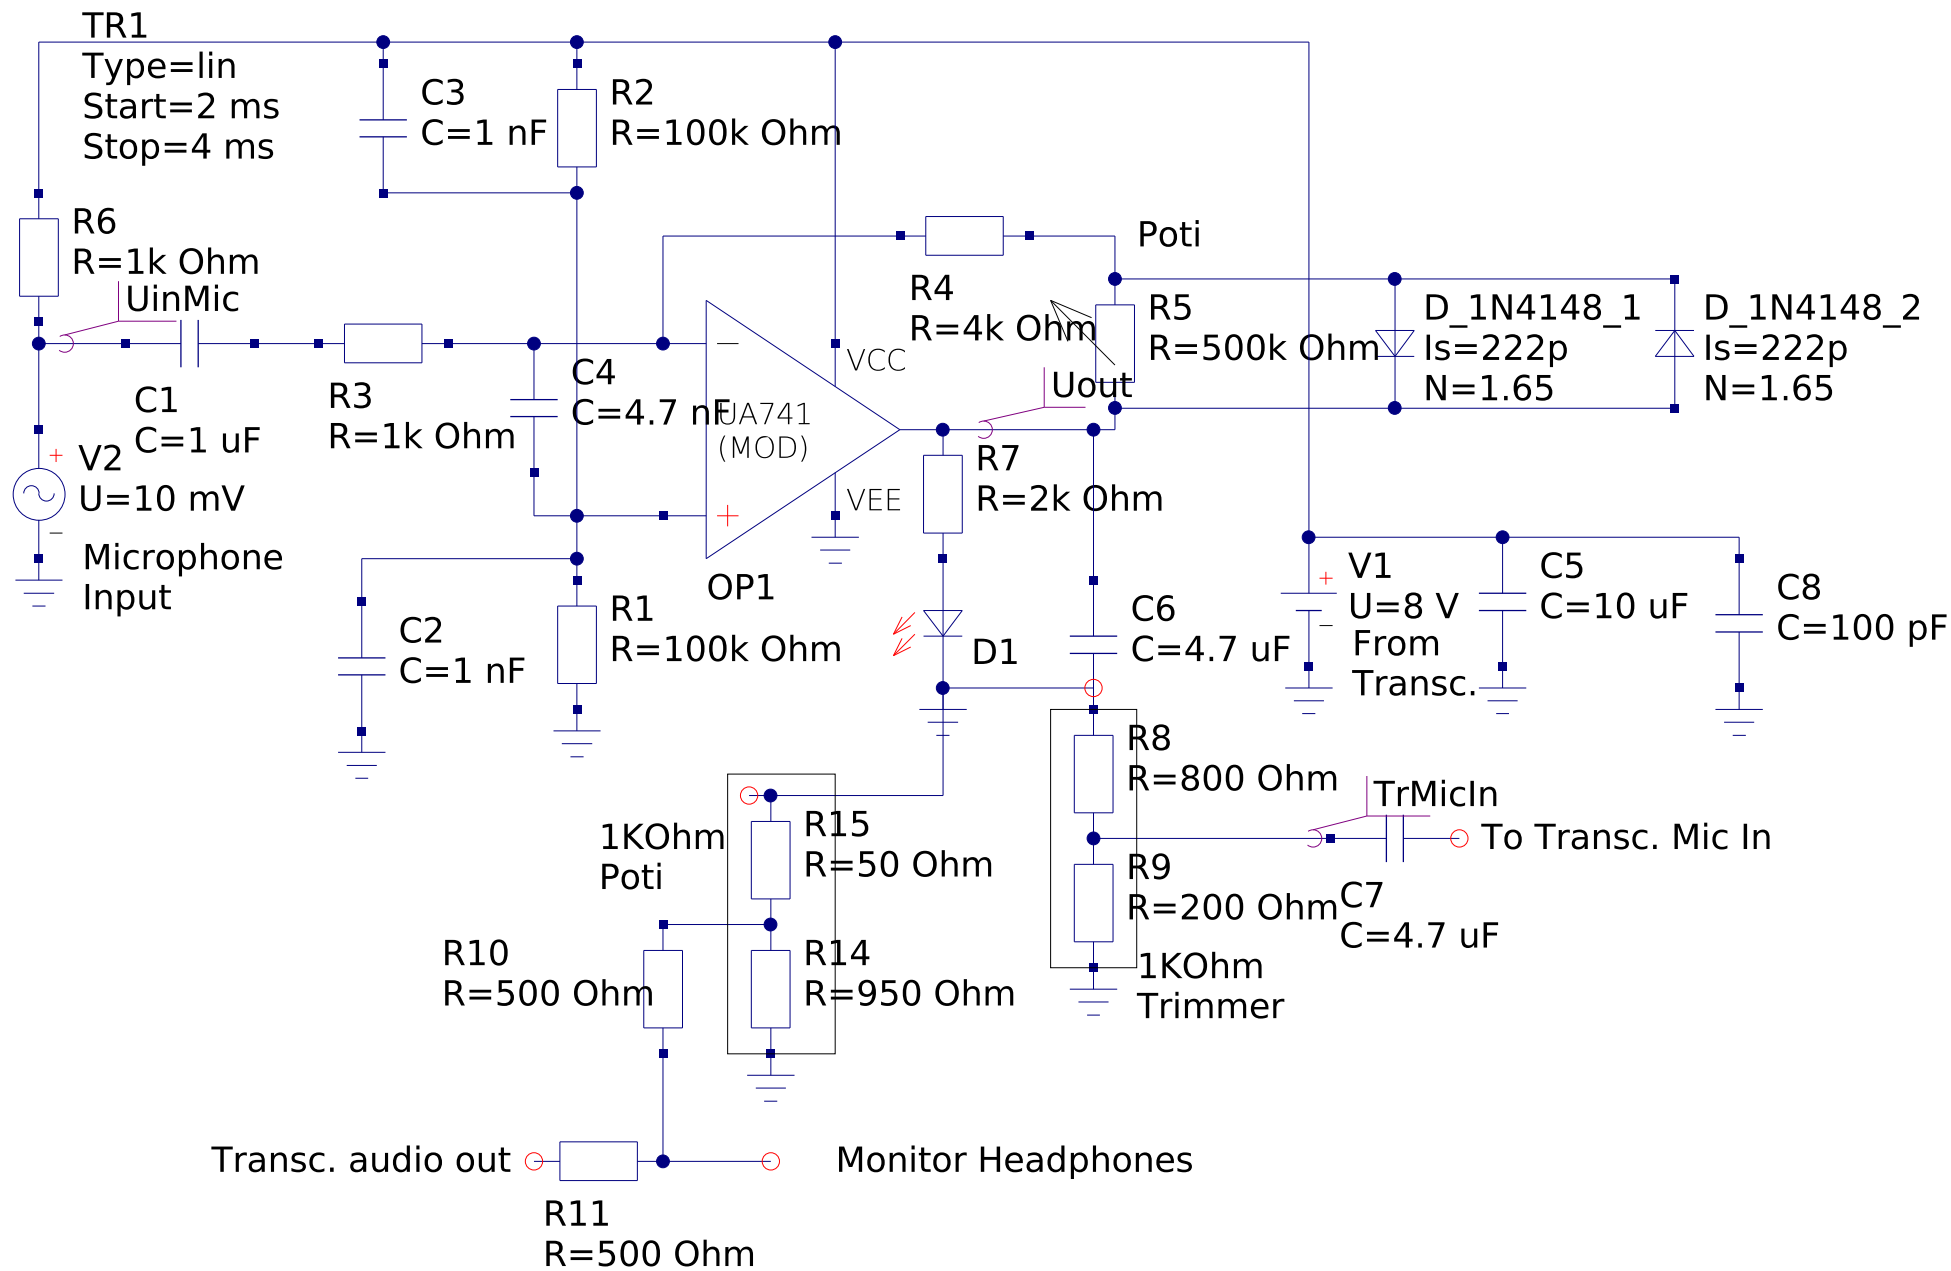 TR1
Type=lin
Start=2 ms
Stop=4 ms
C3
C=1 nF
R2
R=100k Ohm
R6
R=1k Ohm
UinMic
Poti
R4
R=4k Ohm
R5
R=500k Ohm
D_1N4148_1
Is=222p
N=1.65
D_1N4148_2
Is=222p
N=1.65
C1
C=1 uF
R3
R=1k Ohm
C4
C=4.7 nF
−
VCC
UA741
(MOD)
VEE
+
OP1
Uout
R7
R=2k Ohm
+
V2
U=10 mV
−
Microphone
Input
C2
C=1 nF
R1
R=100k Ohm
D1
C6
C=4.7 uF
+
V1
U=8 V
−
From
Transc.
C5
C=10 uF
C8
C=100 pF
R8
R=800 Ohm
TrMicIn
To Transc. Mic In
R9
R=200 Ohm
C7
C=4.7 uF
1KOhm
Trimmer
1KOhm
Poti
R15
R=50 Ohm
R10
R=500 Ohm
R14
R=950 Ohm
Transc. audio out
Monitor Headphones
R11
R=500 Ohm